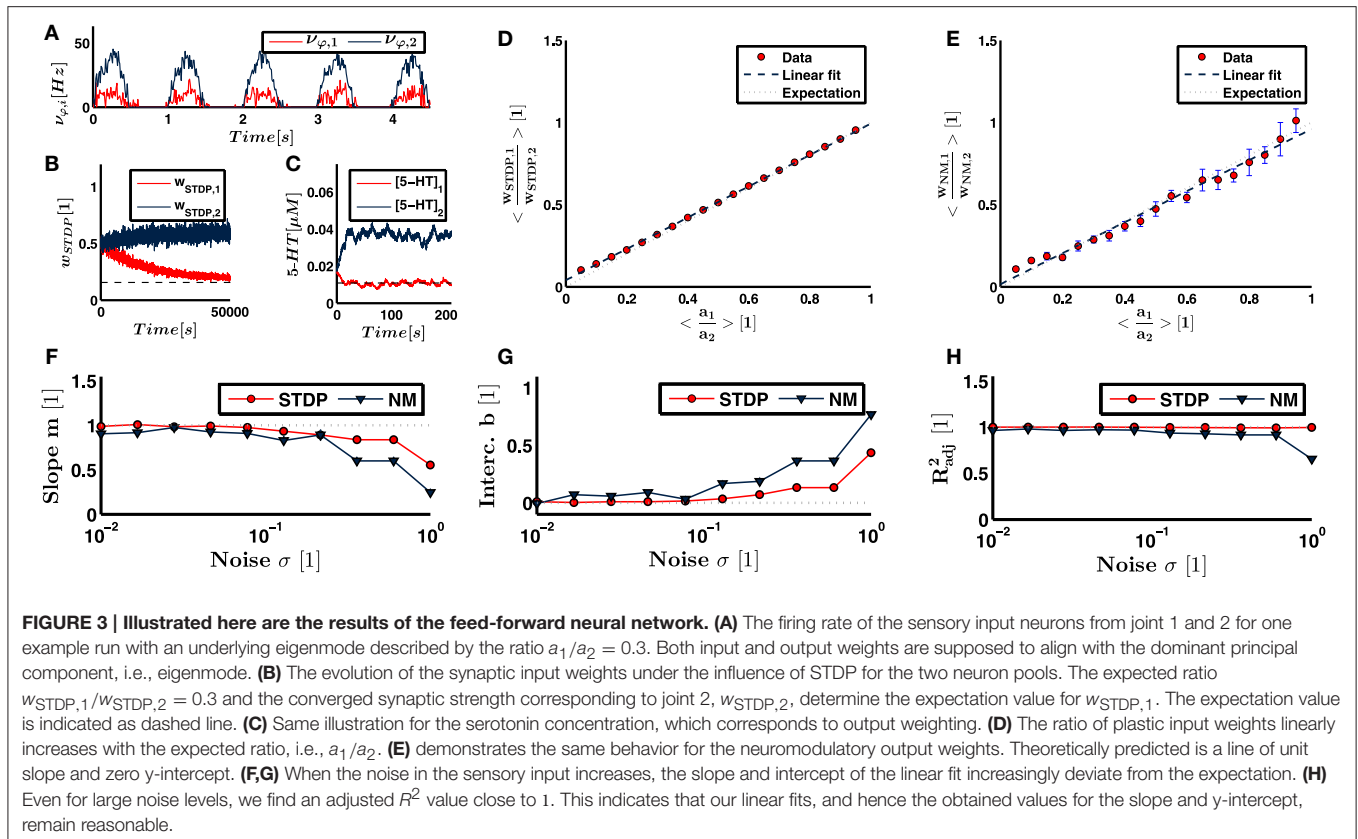 A
50
0
ν_φ,i [Hz]
ν_φ,1 ν_φ,2
0 1 2 3 4
Time[s]
B
1
0.5
0
w_STDP [1]
w_STDP,1
w_STDP,2
0 50000
Time[s]
C
0.06
0.04
0.02
0
5-HT[μM]
[5-HT]_1
[5-HT]_2
0 100 200
Time[s]
D
1.5
1
0.5
0
< w_STDP,1 / w_STDP,2 > [1]
Data
Linear fit
Expectation
0 0.2 0.4 0.6 0.8 1
< a_1 / a_2 > [1]
E
1.5
1
0.5
0
< w_NM,1 / w_NM,2 > [1]
Data
Linear fit
Expectation
0 0.2 0.4 0.6 0.8 1
< a_1 / a_2 > [1]
F
1.5
1
0.5
0
Slope m [1]
STDP NM
10^-2 10^-1 10^0
Noise σ [1]
G
1
0.5
0
Interc. b [1]
STDP NM
10^-2 10^-1 10^0
Noise σ [1]
H
1.5
1
0.5
0
R^2_adj [1]
STDP NM
10^-2 10^-1 10^0
Noise σ [1]
FIGURE 3 | Illustrated here are the results of the feed-forward neural network. (A) The firing rate of the sensory input neurons from joint 1 and 2 for one
example run with an underlying eigenmode described by the ratio a_1/a_2 = 0.3. Both input and output weights are supposed to align with the dominant principal
component, i.e., eigenmode. (B) The evolution of the synaptic input weights under the influence of STDP for the two neuron pools. The expected ratio
w_STDP,1/w_STDP,2 = 0.3 and the converged synaptic strength corresponding to joint 2, w_STDP,2, determine the expectation value for w_STDP,1. The expectation value
is indicated as dashed line. (C) Same illustration for the serotonin concentration, which corresponds to output weighting. (D) The ratio of plastic input weights linearly
increases with the expected ratio, i.e., a_1/a_2. (E) demonstrates the same behavior for the neuromodulatory output weights. Theoretically predicted is a line of unit
slope and zero y-intercept. (F,G) When the noise in the sensory input increases, the slope and intercept of the linear fit increasingly deviate from the expectation. (H)
Even for large noise levels, we find an adjusted R^2 value close to 1. This indicates that our linear fits, and hence the obtained values for the slope and y-intercept,
remain reasonable.